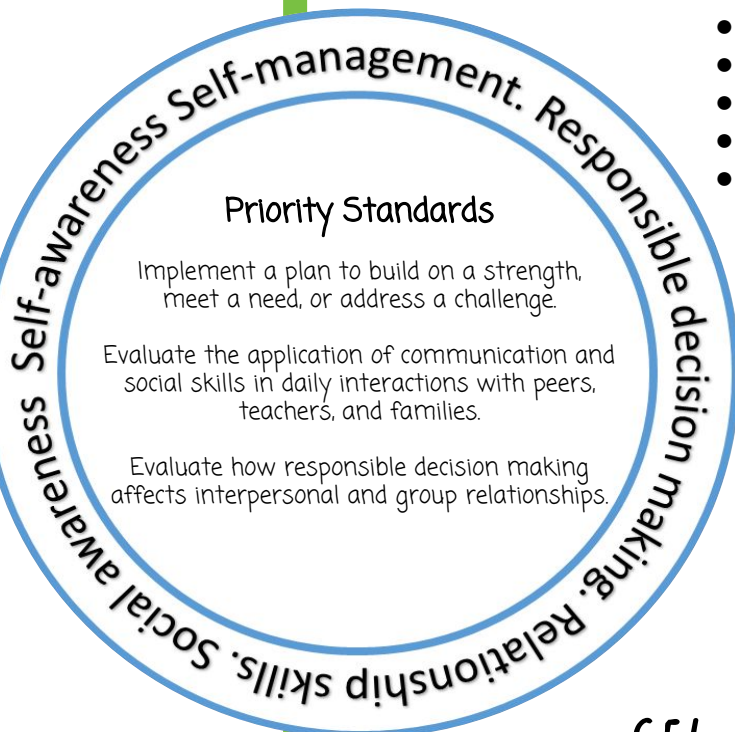 Self-awareness Self-management. Responsible decision making. Relationship skills. Social awareness
Priority Standards
Implement a plan to build on a strength,
meet a need, or address a challenge.
Evaluate the application of communication and
social skills in daily interactions with peers,
teachers, and families.
Evaluate how responsible decision making
affects interpersonal and group relationships.